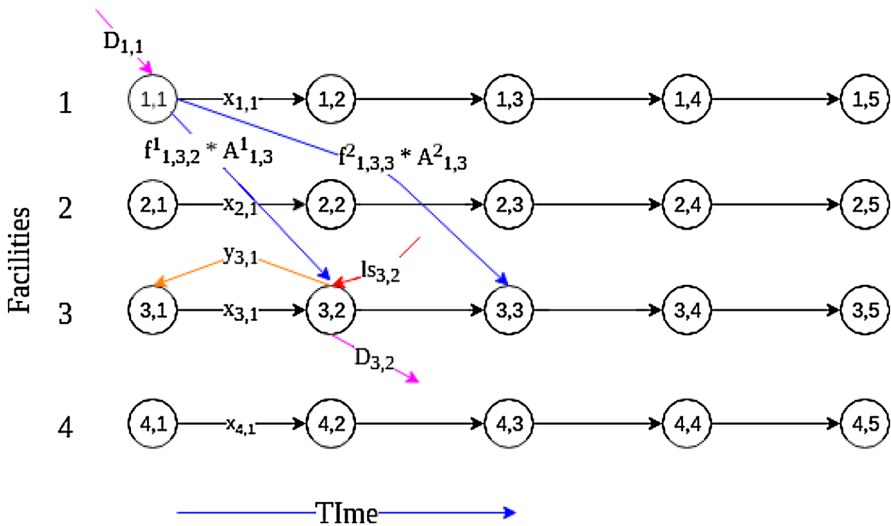 D1,1
1
1,1
x1,1
1,2
1,3
1,4
1,5
f¹1,3,2 * A¹1,3
f²1,3,3 * A²1,3
2
2,1
x2,1
2,2
2,3
2,4
2,5
Facilities
y3,1
ls3,2
3
3,1
x3,1
3,2
3,3
3,4
3,5
D3,2
4
4,1
x4,1
4,2
4,3
4,4
4,5
TIme